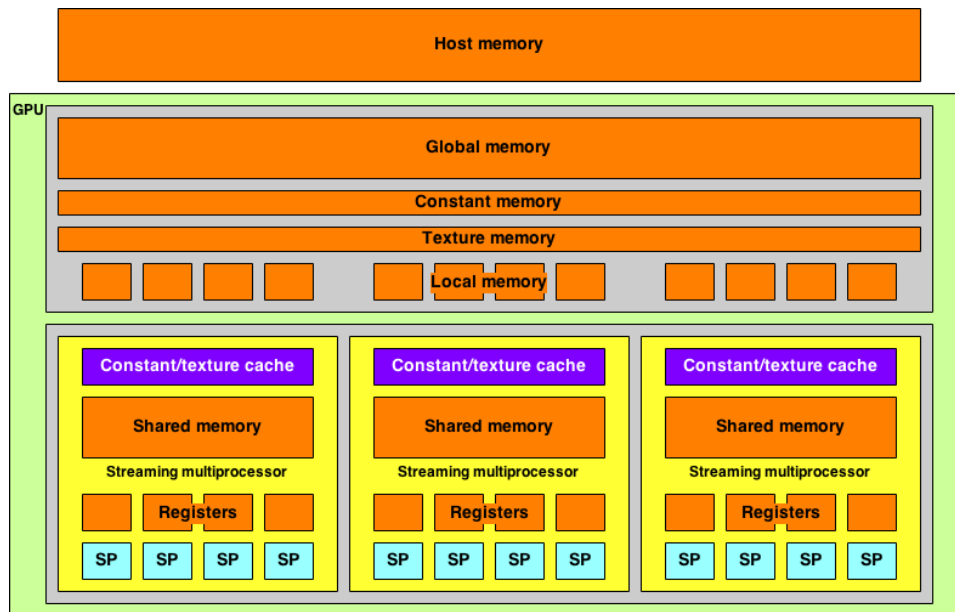 Host memory
GPU
Global memory
Constant memory
Texture memory
Local memory
Constant/texture cache Constant/texture cache Constant/texture cache
Shared memory Shared memory Shared memory
Streaming multiprocessor Streaming multiprocessor Streaming multiprocessor
Registers Registers Registers
SP SP SP SP SP SP SP SP SP SP SP SP